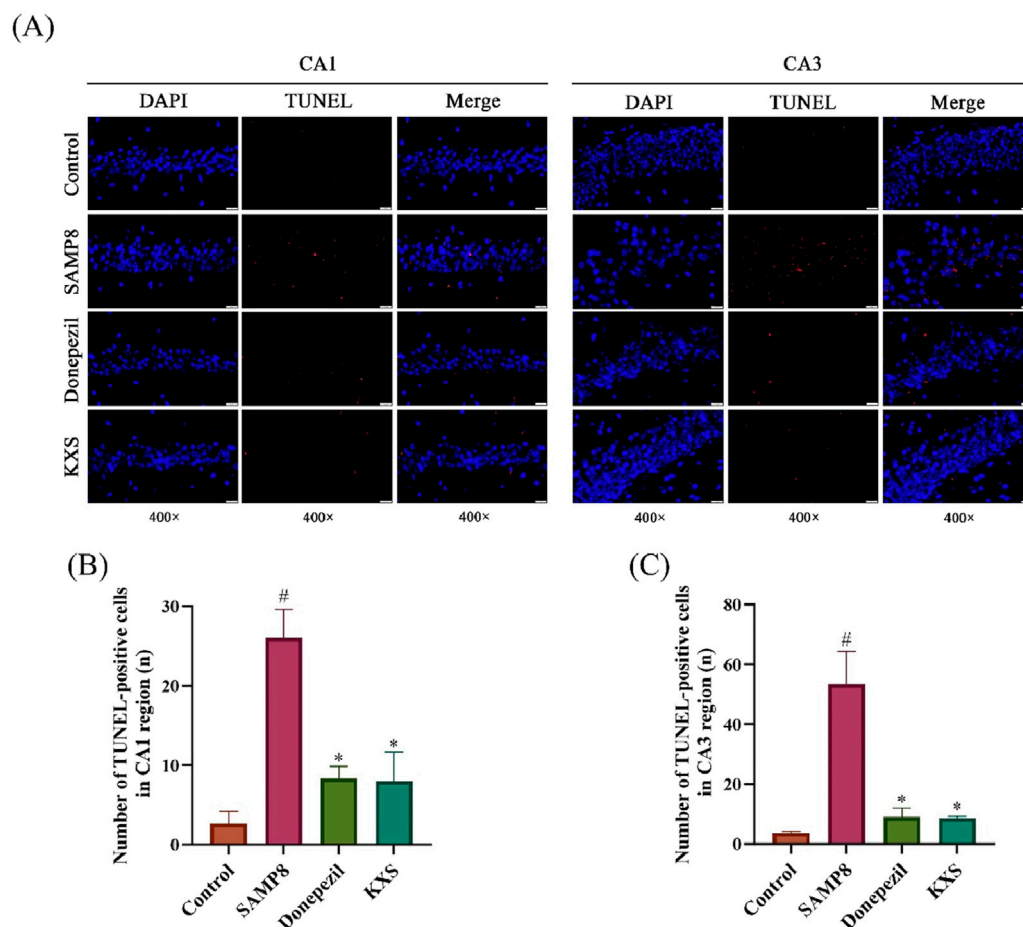 (A)
CA1 CA3
DAPI TUNEL Merge DAPI TUNEL Merge
Control
SAMP8
Donepezil
KXS
400× 400× 400× 400× 400× 400×
(B)
Number of TUNEL-positive cells
in CA1 region (n)
30
20
10
0
#
*
*
Control
SAMP8
Donepezil
KXS
(C)
Number of TUNEL-positive cells
in CA3 region (n)
80
60
40
20
0
#
*
*
Control
SAMP8
Donepezil
KXS